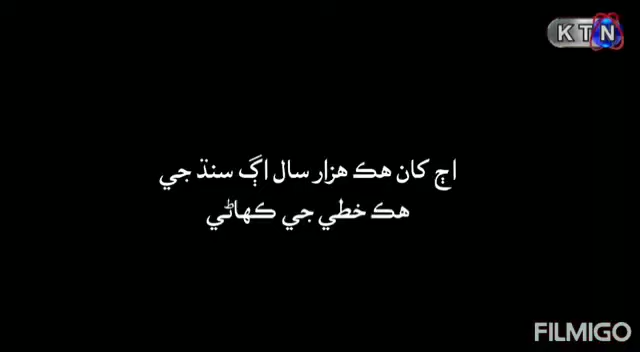 KTN
اڄ کان هڪ هزار سال اڳ سنڌ جي
هڪ خطي جي ڪهاڻي
FILMIGO